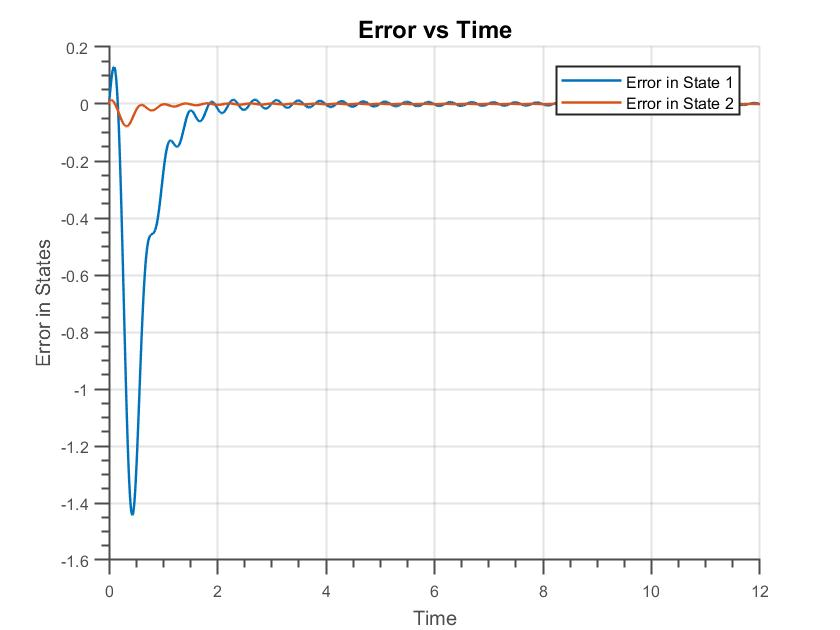 Error vs Time
Error in State 1
Error in State 2
0.2
0
-0.2
-0.4
-0.6
-0.8
-1
-1.2
-1.4
-1.6
Error in States
0 2 4 6 8 10 12
Time